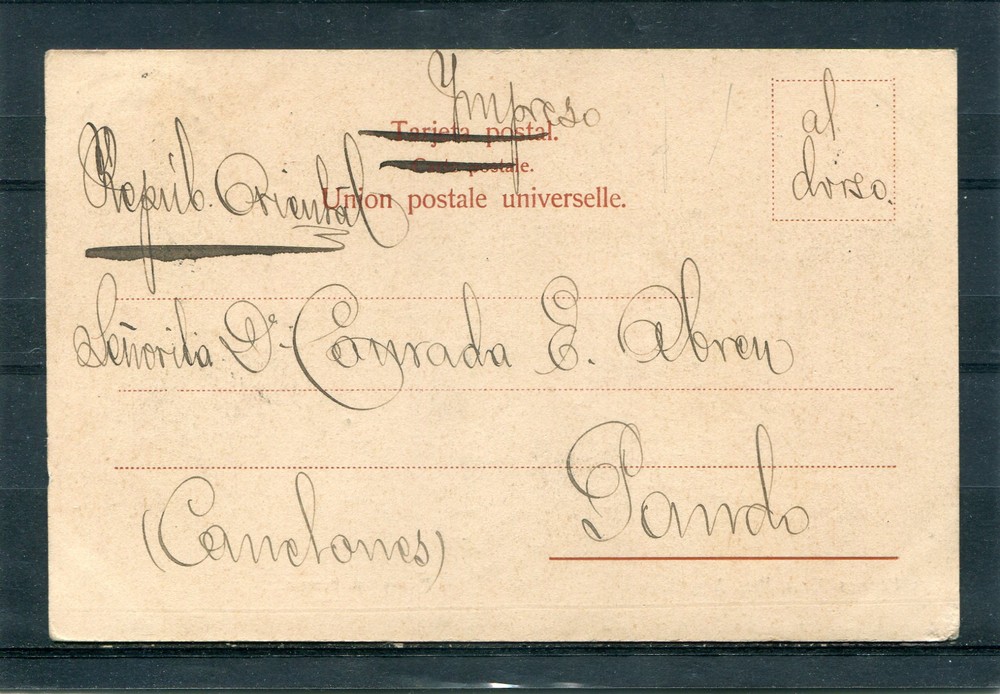 Impreso
Tarjeta postal.
Carte postale.
Union postale universelle.
al
dorso.
Repúb. Oriental
Señorita Dª Conrada E. Abreu
Pando
(Canelones)